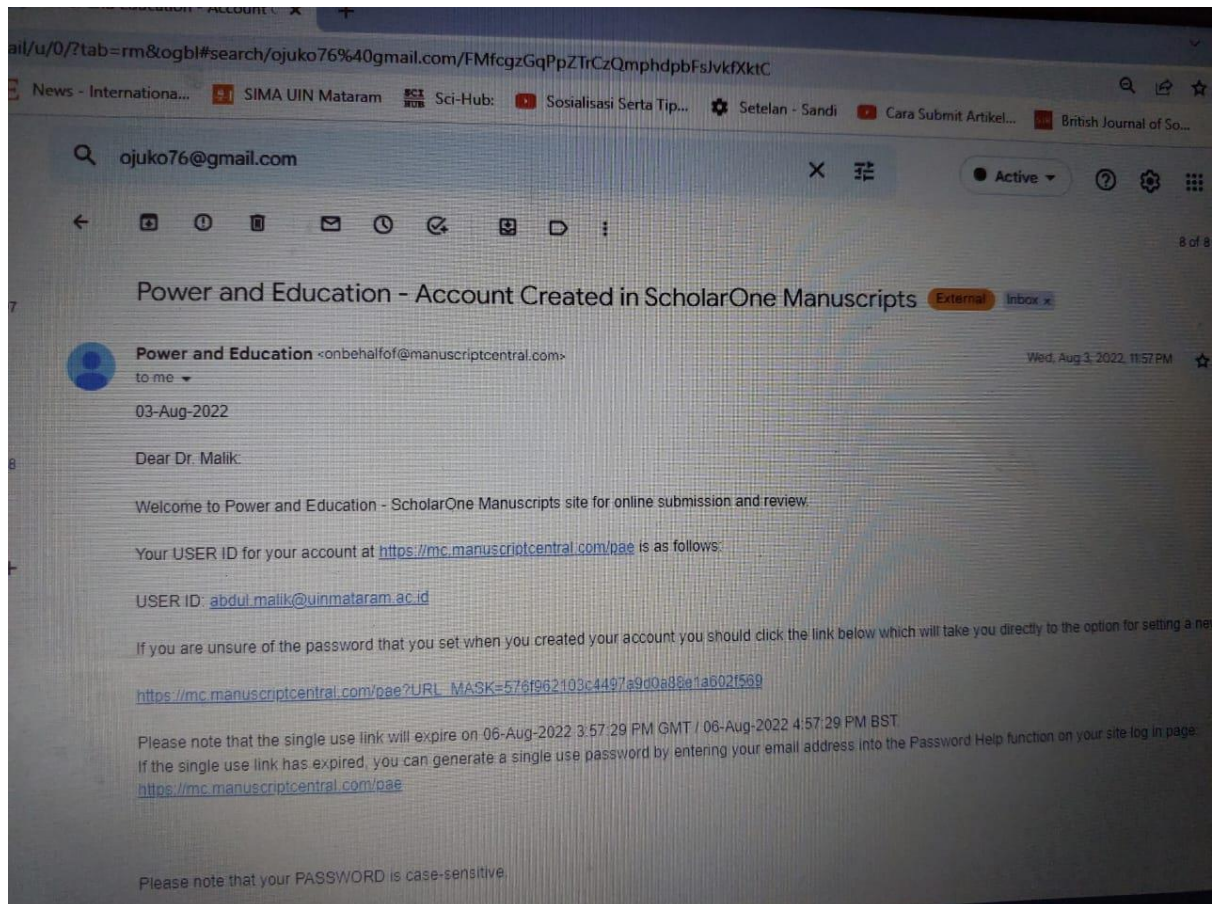 and Education - Account C
ail/u/0/?tab=rm&ogbl#search/ojuko76%40gmail.com/FMfcgzGqPpZTrCzQmphdpbFsJvkfXktC
News - Internationa... SIMA UIN Mataram SCI HUB Sci-Hub: Sosialisasi Serta Tip... Setelan - Sandi Cara Submit Artikel... British Journal of So...
ojuko76@gmail.com Active
8 of 8
Power and Education - Account Created in ScholarOne Manuscripts External Inbox x
7
Power and Education <onbehalfof@manuscriptcentral.com> Wed, Aug 3, 2022, 11:57 PM
to me
03-Aug-2022
8
Dear Dr. Malik:
Welcome to Power and Education - ScholarOne Manuscripts site for online submission and review.
Your USER ID for your account at https://mc.manuscriptcentral.com/pae is as follows:
USER ID: abdul.malik@uinmataram.ac.id
If you are unsure of the password that you set when you created your account you should click the link below which will take you directly to the option for setting a ne
https://mc.manuscriptcentral.com/pae?URL_MASK=576f962103c4497a9d0a88e1a602f569
Please note that the single use link will expire on 06-Aug-2022 3:57:29 PM GMT / 06-Aug-2022 4:57:29 PM BST.
If the single use link has expired, you can generate a single use password by entering your email address into the Password Help function on your site log in page:
https://mc.manuscriptcentral.com/pae
Please note that your PASSWORD is case-sensitive.